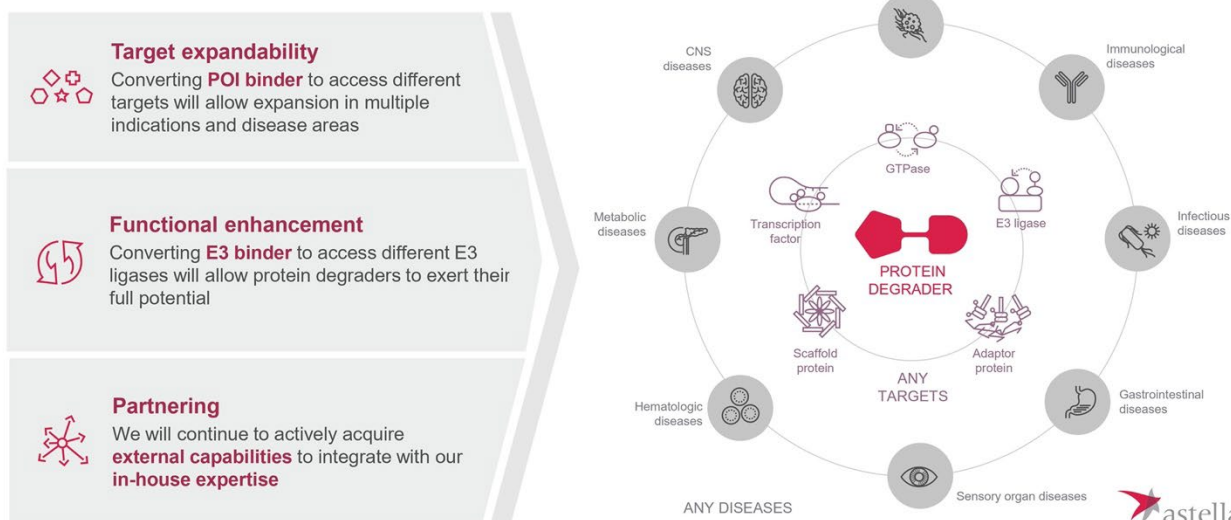 Target expandability
Converting POI binder to access different
targets will allow expansion in multiple
indications and disease areas
Functional enhancement
Converting E3 binder to access different E3
ligases will allow protein degraders to exert their
full potential
Partnering
We will continue to actively acquire
external capabilities to integrate with our
in-house expertise
CNS
diseases
Immunological
diseases
GTPase
Transcription
factor
E3 ligase
Metabolic
diseases
Infectious
diseases
PROTEIN
DEGRADER
Scaffold
protein
Adaptor
protein
ANY
TARGETS
Hematologic
diseases
Gastrointestinal
diseases
Sensory organ diseases
ANY DISEASES
astella